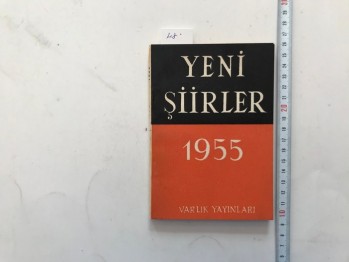 YENİ
ŞİİRLER
1955
VARLIK YAYINLARI